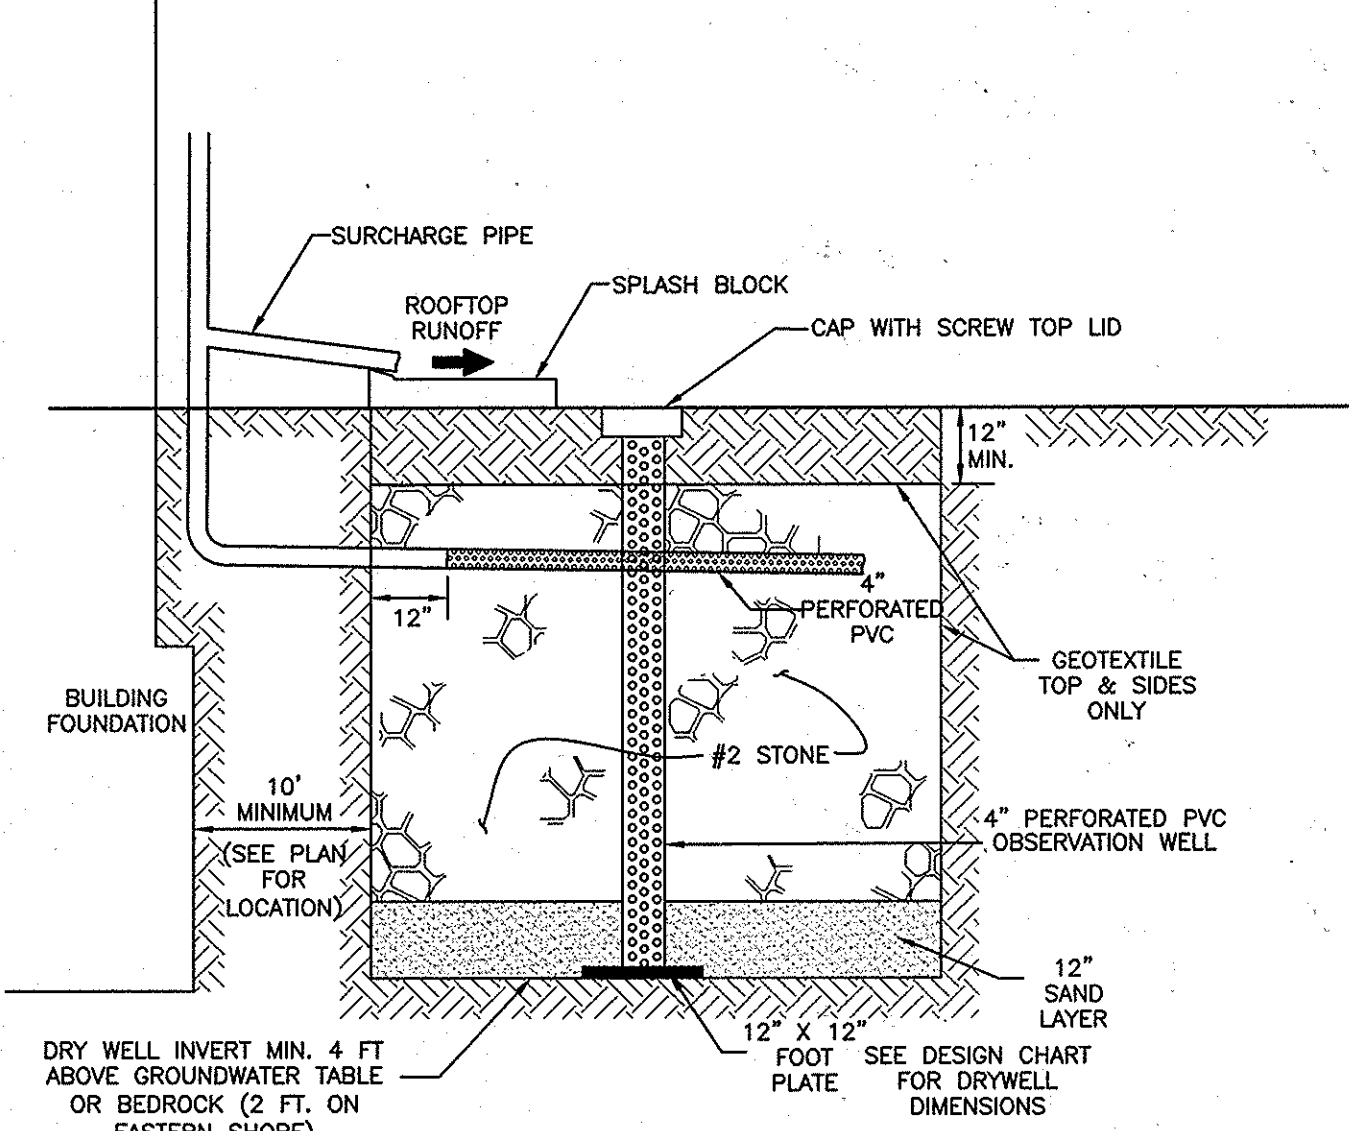 SURCHARGE PIPE
ROOFTOP
RUNOFF
SPLASH BLOCK
CAP WITH SCREW TOP LID
12"
MIN.
12"
4"
PERFORATED
PVC
GEOTEXTILE
TOP & SIDES
ONLY
BUILDING
FOUNDATION
#2 STONE
10'
MINIMUM
(SEE PLAN
FOR
LOCATION)
4" PERFORATED PVC
OBSERVATION WELL
12"
SAND
LAYER
12" X 12"
FOOT
PLATE
SEE DESIGN CHART
FOR DRYWELL
DIMENSIONS
DRY WELL INVERT MIN. 4 FT
ABOVE GROUNDWATER TABLE
OR BEDROCK (2 FT. ON
EASTERN SHORE)